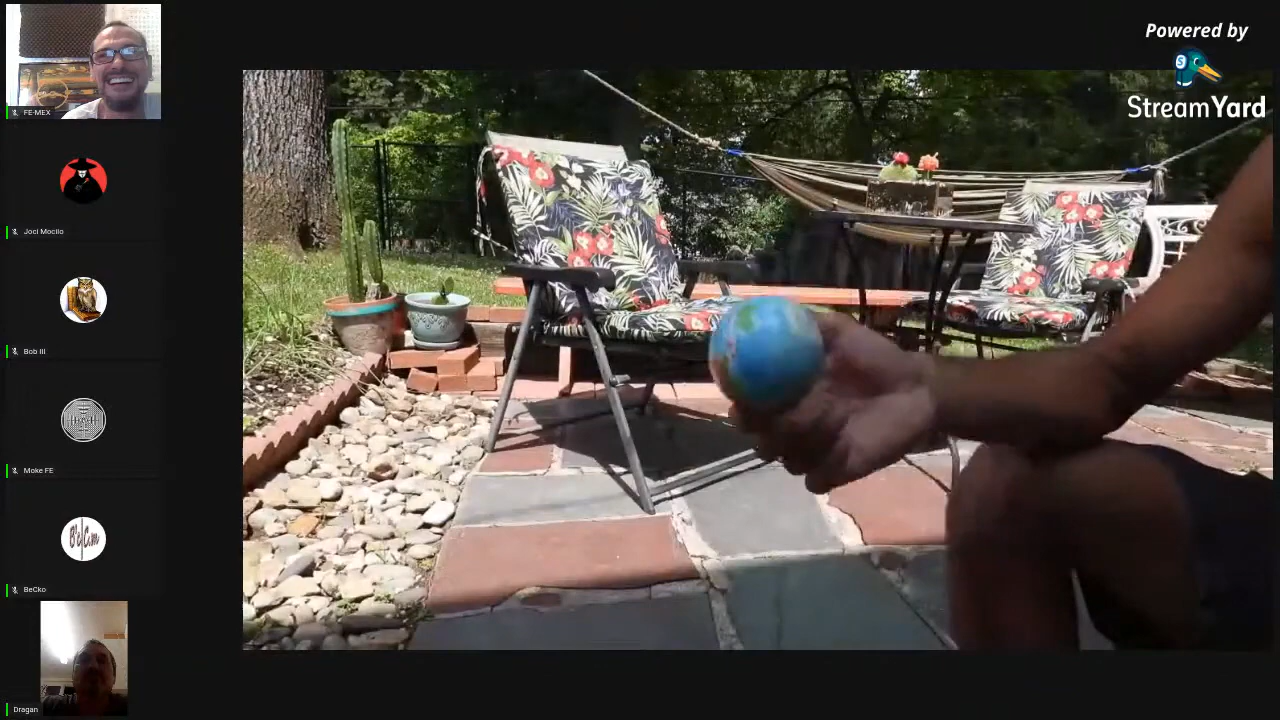 Powered by
StreamYard
FE-MEX
Joci Mocilo
Bob III
Moke FE
BeCko
Dragan